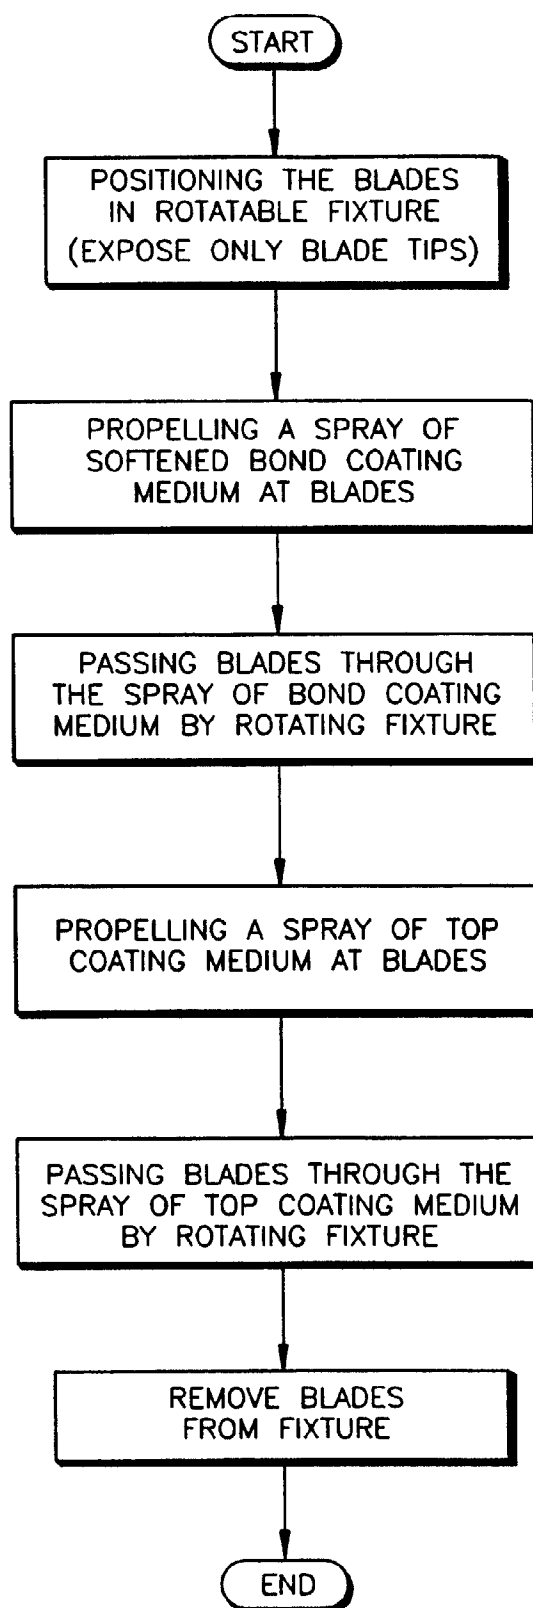 START
POSITIONING THE BLADES
IN ROTATABLE FIXTURE
(EXPOSE ONLY BLADE TIPS)
PROPELLING A SPRAY OF
SOFTENED BOND COATING
MEDIUM AT BLADES
PASSING BLADES THROUGH
THE SPRAY OF BOND COATING
MEDIUM BY ROTATING FIXTURE
PROPELLING A SPRAY OF TOP
COATING MEDIUM AT BLADES
PASSING BLADES THROUGH THE
SPRAY OF TOP COATING MEDIUM
BY ROTATING FIXTURE
REMOVE BLADES
FROM FIXTURE
END